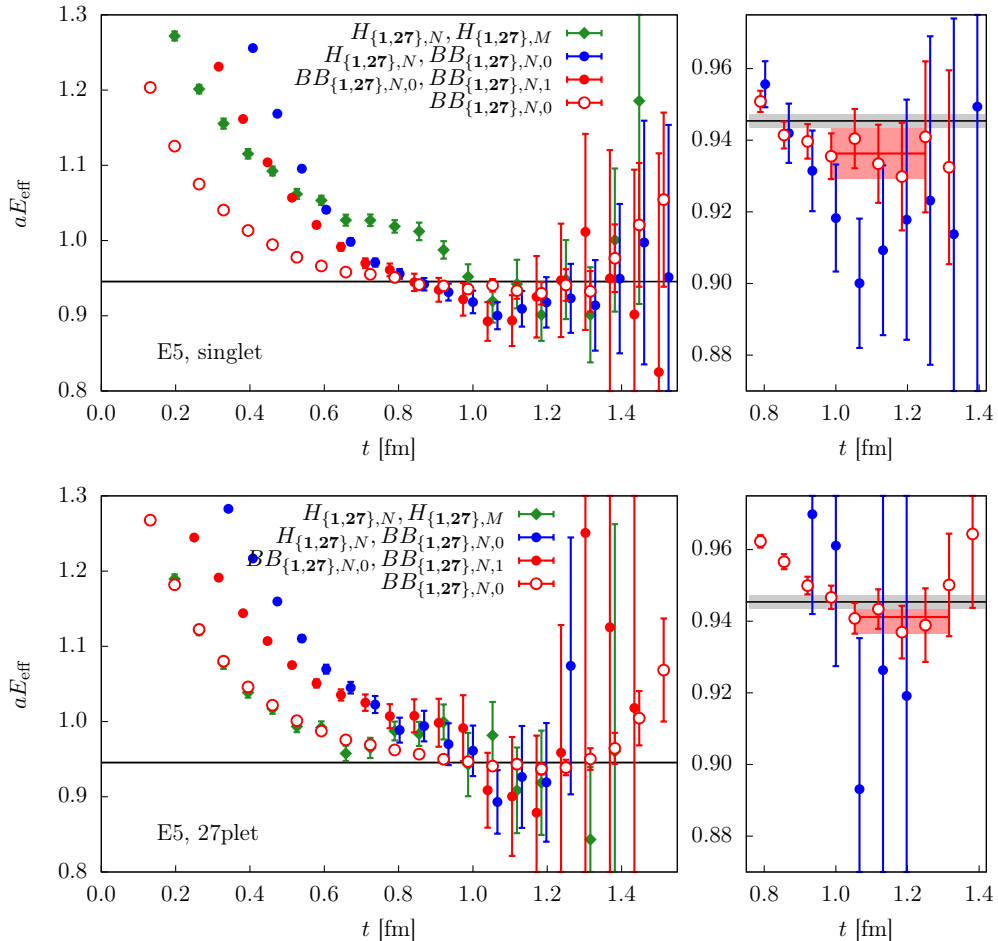 1.3
1.2
1.1
1.0
0.9
0.8
aE_eff
H_{1,27},N, H_{1,27},M
H_{1,27},N, BB_{1,27},N,0
BB_{1,27},N,0, BB_{1,27},N,1
BB_{1,27},N,0
E5, singlet
0.0 0.2 0.4 0.6 0.8 1.0 1.2 1.4
t [fm]
0.96
0.94
0.92
0.90
0.88
0.8 1.0 1.2 1.4
t [fm]
1.3
1.2
1.1
1.0
0.9
0.8
aE_eff
H_{1,27},N, H_{1,27},M
H_{1,27},N, BB_{1,27},N,0
BB_{1,27},N,0, BB_{1,27},N,1
BB_{1,27},N,0
E5, 27plet
0.0 0.2 0.4 0.6 0.8 1.0 1.2 1.4
t [fm]
0.96
0.94
0.92
0.90
0.88
0.8 1.0 1.2 1.4
t [fm]